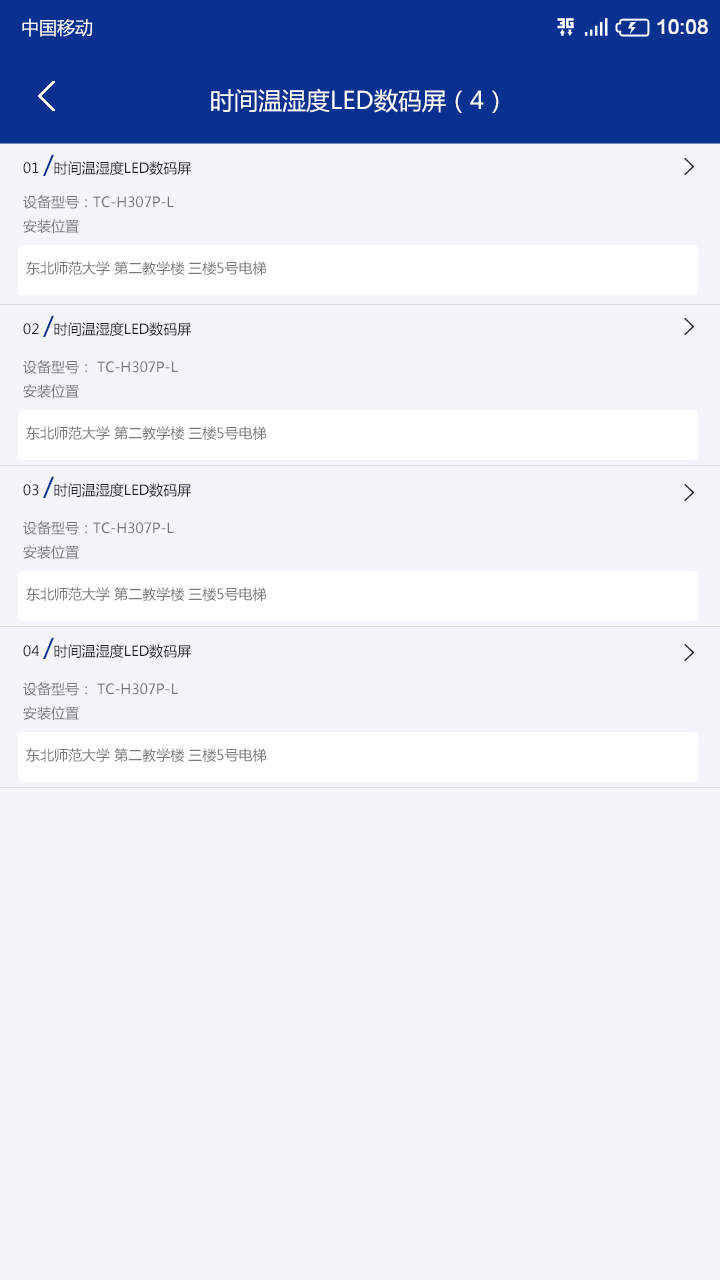 中国移动 3G 10:08
时间温湿度LED数码屏（4）
01 /时间温湿度LED数码屏
设备型号：TC-H307P-L
安装位置
东北师范大学 第二教学楼 三楼5号电梯
02 /时间温湿度LED数码屏
设备型号： TC-H307P-L
安装位置
东北师范大学 第二教学楼 三楼5号电梯
03 /时间温湿度LED数码屏
设备型号：TC-H307P-L
安装位置
东北师范大学 第二教学楼 三楼5号电梯
04 /时间温湿度LED数码屏
设备型号： TC-H307P-L
安装位置
东北师范大学 第二教学楼 三楼5号电梯